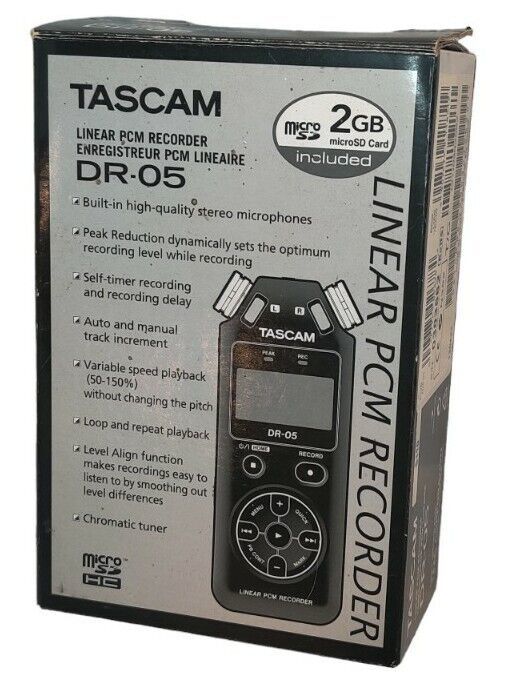 TASCAM
LINEAR PCM RECORDER
ENREGISTREUR PCM LINEAIRE
DR-05
micro SD 2GB
microSD Card
included
Built-in high-quality stereo microphones
Peak Reduction dynamically sets the optimum
recording level while recording
Self-timer recording
and recording delay
Auto and manual
track increment
Variable speed playback
(50-150%)
without changing the pitch
Loop and repeat playback
Level Align function
makes recordings easy to
listen to by smoothing out
level differences
Chromatic tuner
micro SD HC™
L R
TASCAM
PEAK REC
DR-05
HOME RECORD
MENU
QUICK
FB CONT.
MARK
LINEAR PCM RECORDER
LINEAR PCM RECORDER
TASCAM